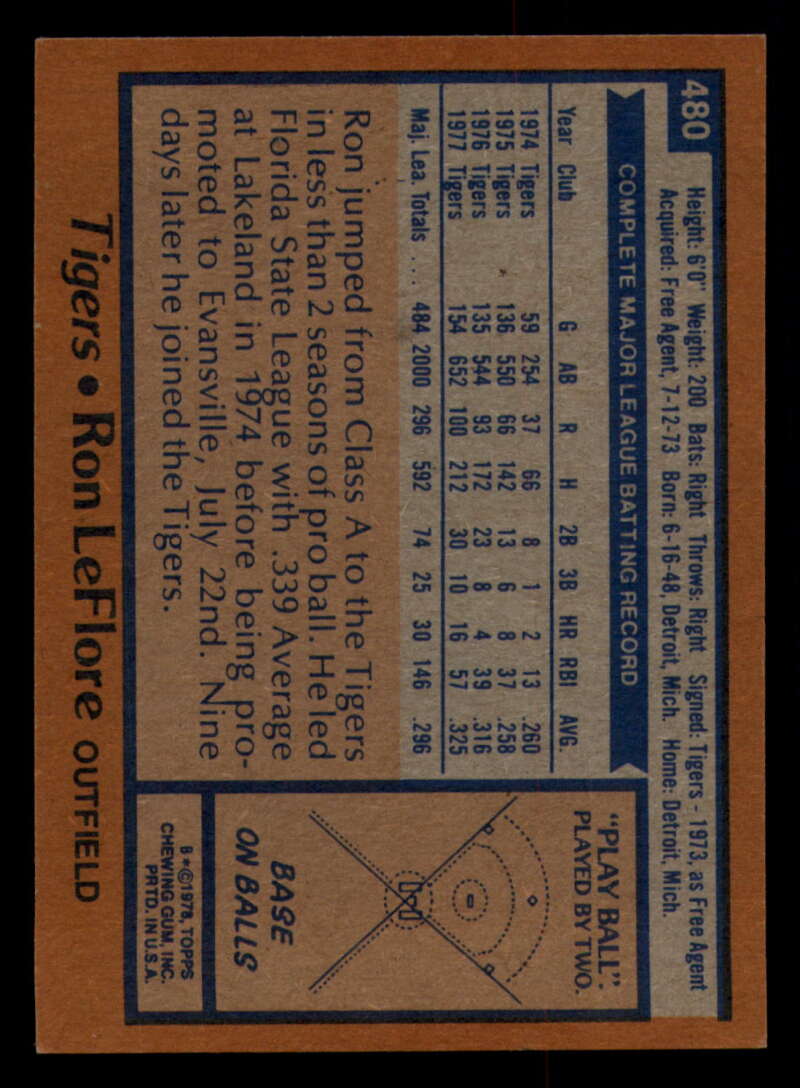 480
Height: 6'0" Weight: 200 Bats: Right Throws: Right Signed: Tigers - 1973, as Free Agent
Acquired: Free Agent, 7-12-73 Born: 6-16-48, Detroit, Mich. Home: Detroit, Mich.
COMPLETE MAJOR LEAGUE BATTING RECORD
Year Club G AB R H 2B 3B HR RBI AVG.
1974 Tigers 59 254 37 66 8 1 2 13 .260
1975 Tigers 136 550 66 142 13 6 8 37 .258
1976 Tigers 135 544 93 172 23 8 4 39 .316
1977 Tigers 154 652 100 212 30 10 16 57 .325
Maj. Lea. Totals .... 484 2000 296 592 74 25 30 146 .296
Ron jumped from Class A to the Tigers
in less than 2 seasons of pro ball. He led
Florida State League with .339 Average
at Lakeland in 1974 before being pro-
moted to Evansville, July 22nd. Nine
days later he joined the Tigers.
"PLAY BALL".
PLAYED BY TWO.
BASE
ON BALLS
B*©1978, TOPPS
CHEWING GUM, INC.
PRTD. IN U.S.A.
Tigers • Ron LeFlore OUTFIELD